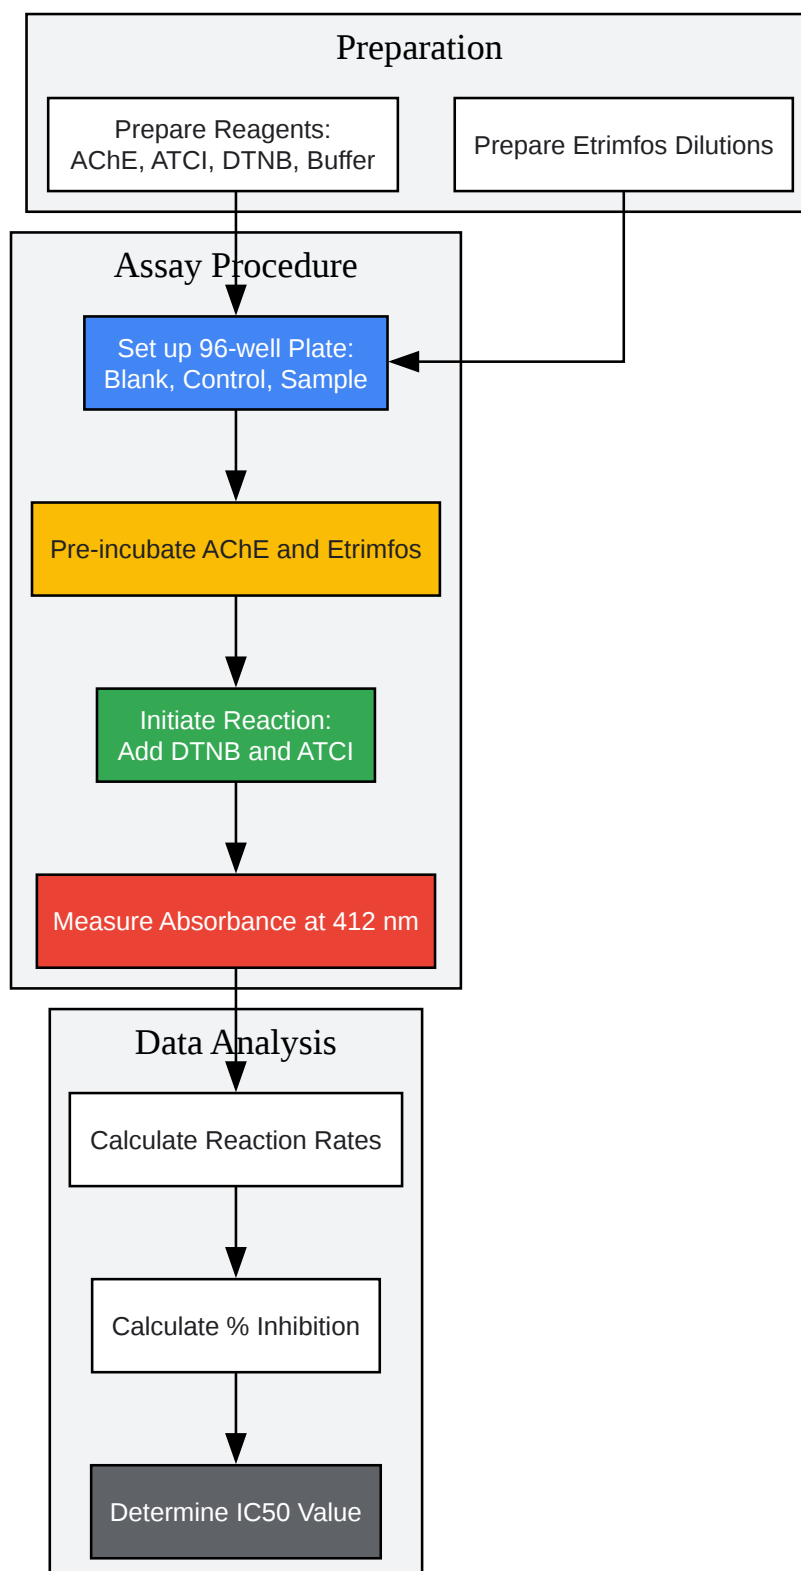 Preparation
Prepare Reagents:
AChE, ATCI, DTNB, Buffer
Prepare Etrimfos Dilutions
Assay Procedure
Set up 96-well Plate:
Blank, Control, Sample
Pre-incubate AChE and Etrimfos
Initiate Reaction:
Add DTNB and ATCI
Measure Absorbance at 412 nm
Data Analysis
Calculate Reaction Rates
Calculate % Inhibition
Determine IC50 Value